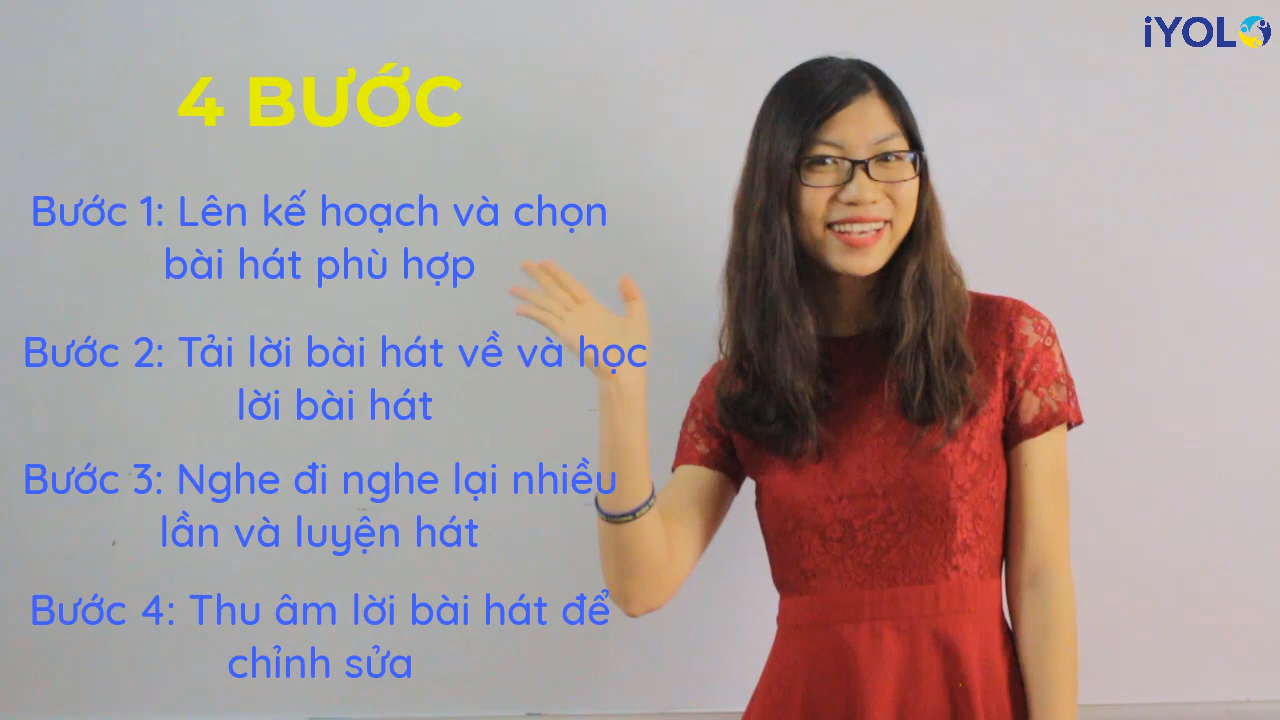 iYOLO
4 BƯỚC
Bước 1: Lên kế hoạch và chọn
bài hát phù hợp
Bước 2: Tải lời bài hát về và học
lời bài hát
Bước 3: Nghe đi nghe lại nhiều
lần và luyện hát
Bước 4: Thu âm lời bài hát để
chỉnh sửa